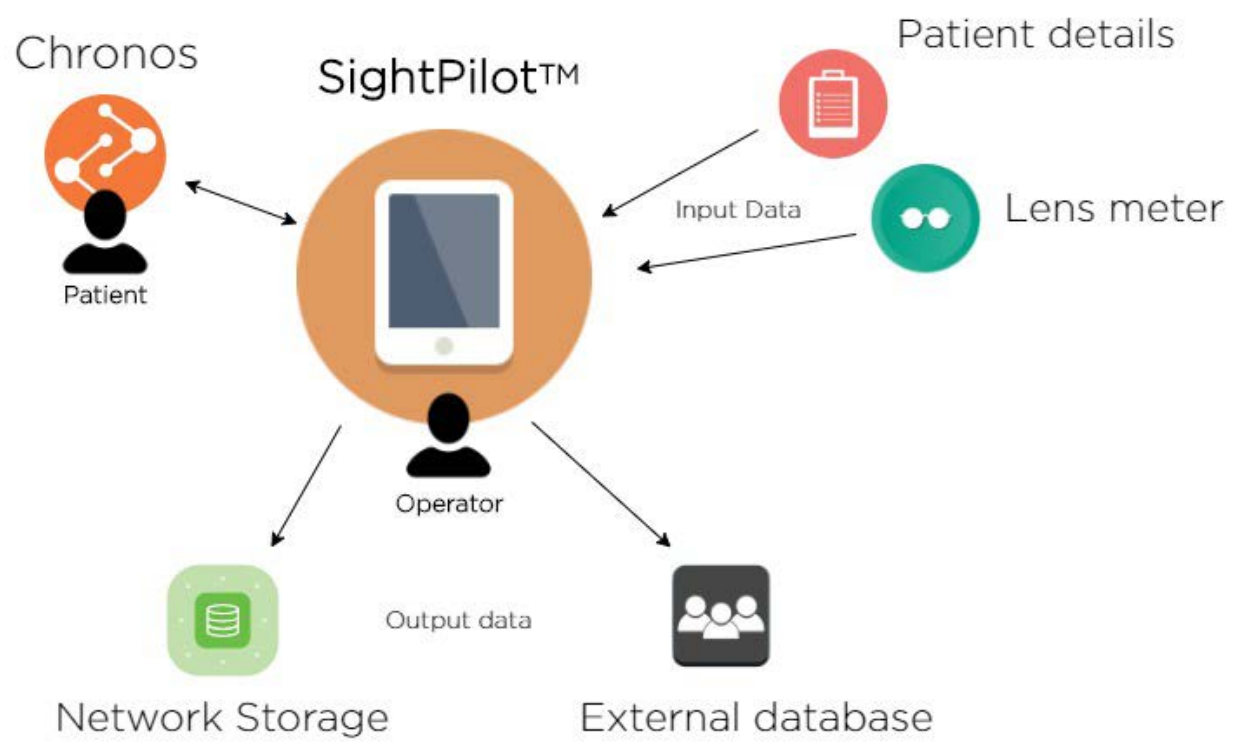 Chronos
SightPilot™
Patient details
Input Data
Lens meter
Patient
Operator
Output data
Network Storage
External database